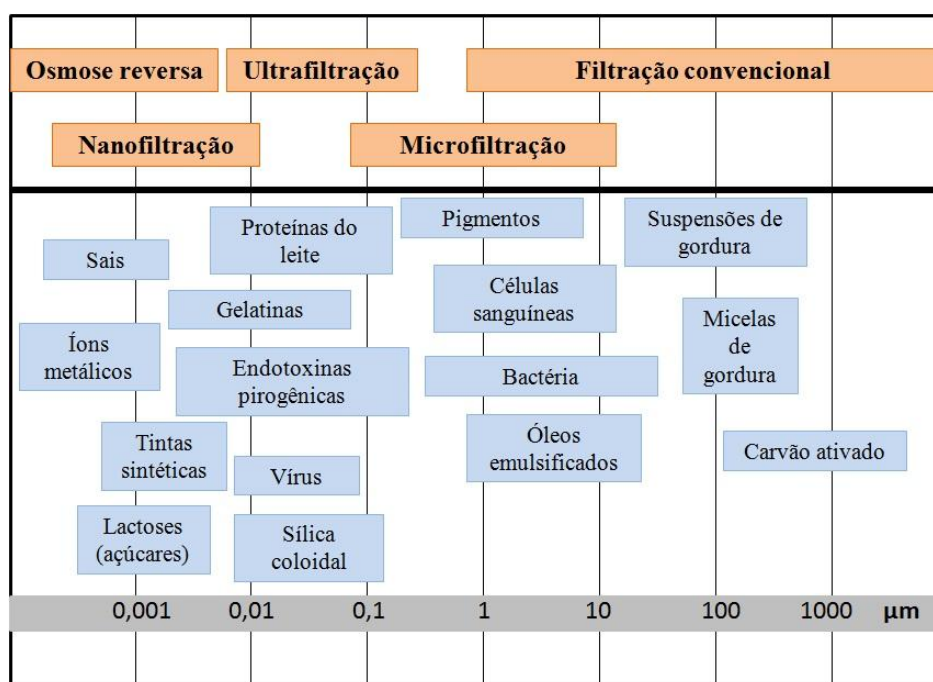 Osmose reversa
Ultrafiltração
Filtração convencional
Nanofiltração
Microfiltração
Proteínas do
leite
Pigmentos
Suspensões de
gordura
Sais
Células
sanguíneas
Gelatinas
Micelas
de
gordura
Íons
metálicos
Endotoxinas
pirogênicas
Bactéria
Óleos
emulsificados
Tintas
sintéticas
Carvão ativado
Vírus
Lactoses
(açúcares)
Sílica
coloidal
0,001 0,01 0,1 1 10 100 1000 µm